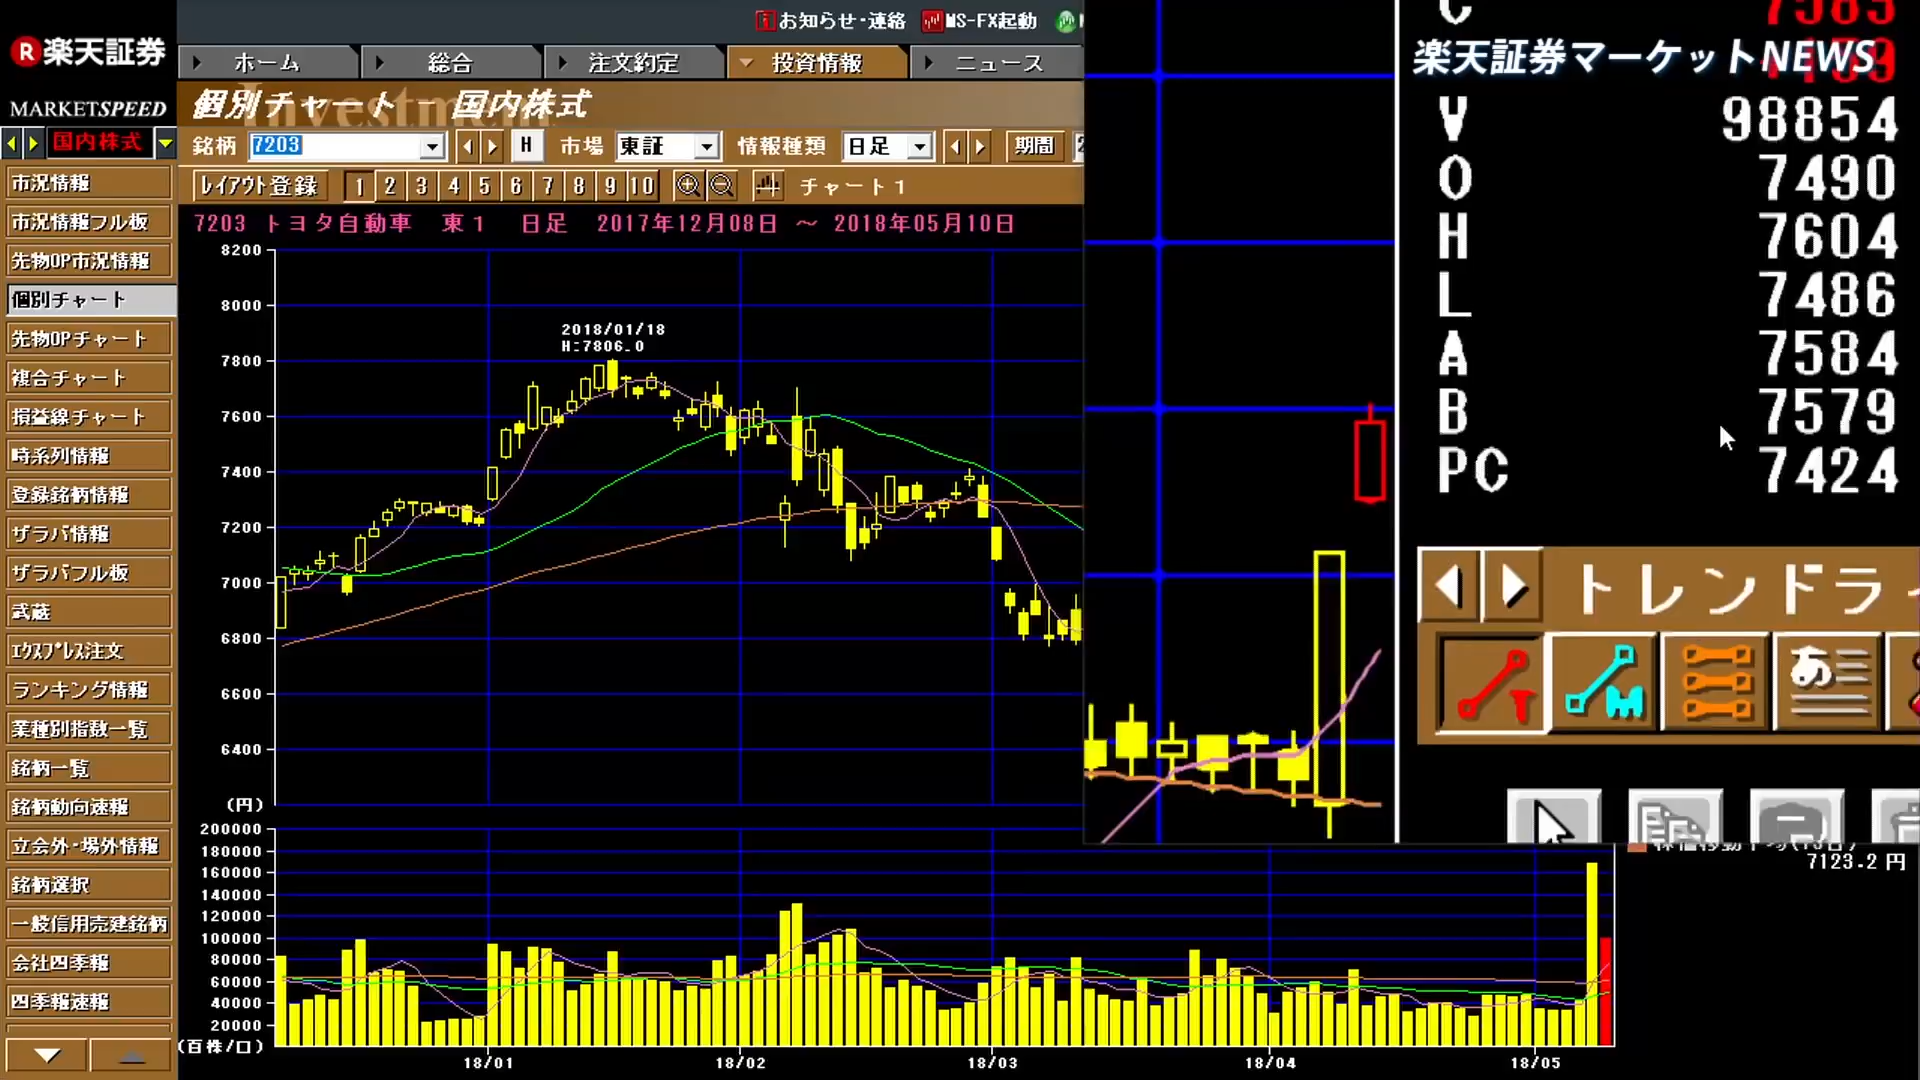 お知らせ・連絡 MS-FX起動
楽天証券
MARKETSPEED
国内株式
ホーム 総合 注文約定 投資情報 ニュース
個別チャート － 国内株式
銘柄 7203 H 市場 東証 情報種類 日足 期間
レイアウト登録 1 2 3 4 5 6 7 8 9 10 チャート1
7203 トヨタ自動車 東1 日足 2017年12月08日 ～ 2018年05月10日
市況情報
市況情報フル板
先物OP市況情報
個別チャート
先物OPチャート
複合チャート
損益線チャート
時系列情報
登録銘柄情報
ザラバ情報
ザラバフル板
武蔵
エクスプレス注文
ランキング情報
業種別指数一覧
銘柄一覧
銘柄動向速報
立会外・場外情報
銘柄選択
一般信用売建銘柄
会社四季報
四季報速報
8200
8000
7800
7600
7400
7200
7000
6800
6600
6400
(円)
2018/01/18
H:7806.0
200000
180000
160000
140000
120000
100000
80000
60000
40000
20000
(百株/口)
18/01 18/02 18/03 18/04 18/05
C 7583
楽天証券マーケットNEWS
V 98854
O 7490
H 7604
L 7486
A 7584
B 7579
PC 7424
トレンドラ
T M あ
7123.2 円